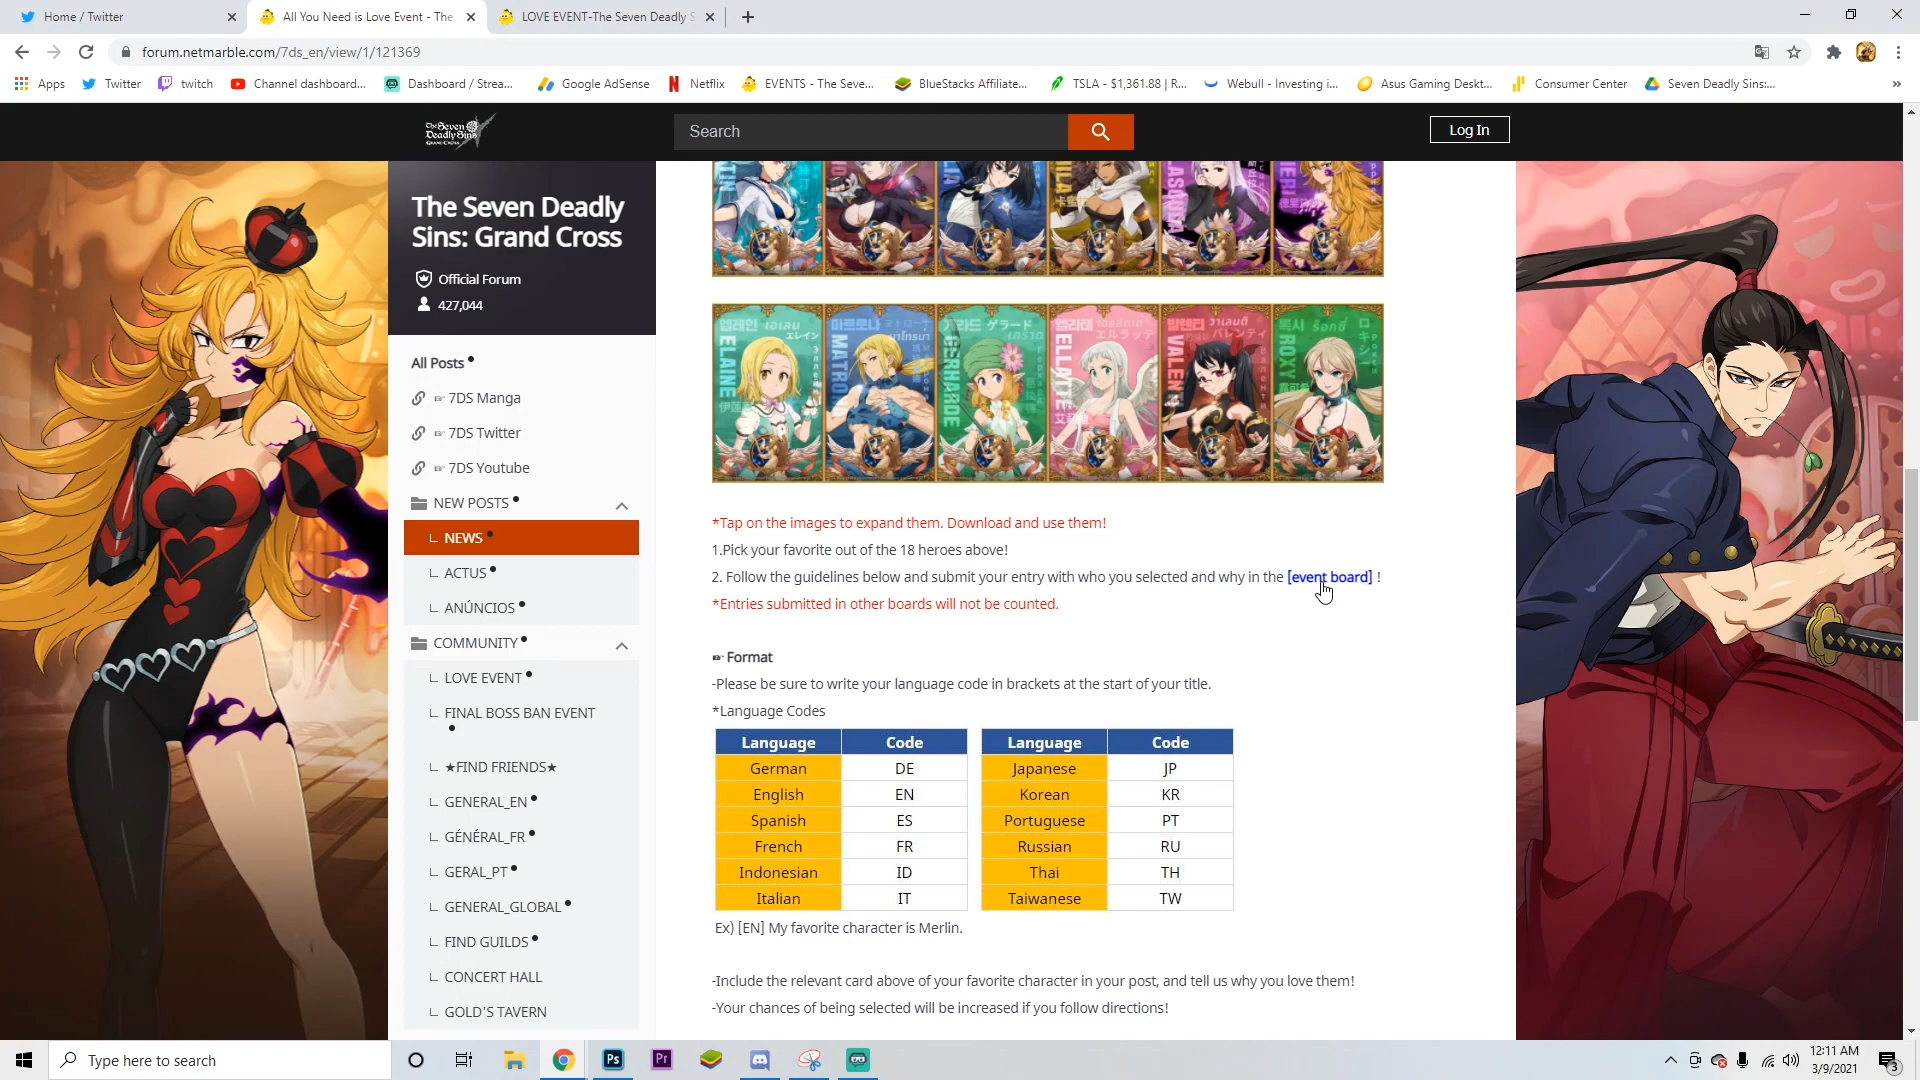 Home / Twitter
All You Need is Love Event - The
LOVE EVENT-The Seven Deadly S
forum.netmarble.com/7ds_en/view/1/121369
Apps
Twitter
twitch
Channel dashboard...
Dashboard / Strea...
Google AdSense
Netflix
EVENTS - The Seve...
BlueStacks Affiliate...
TSLA - $1,361.88 | R...
Webull - Investing i...
Asus Gaming Deskt...
Consumer Center
Seven Deadly Sins:...
The Seven
Deadly Sins
GRAND CROSS
Search
Log In
The Seven Deadly
Sins: Grand Cross
Official Forum
427,044
All Posts
7DS Manga
7DS Twitter
7DS Youtube
NEW POSTS
NEWS
ACTUS
ANÚNCIOS
COMMUNITY
LOVE EVENT
FINAL BOSS BAN EVENT
★FIND FRIENDS★
GENERAL_EN
GÉNÉRAL_FR
GERAL_PT
GENERAL_GLOBAL
FIND GUILDS
CONCERT HALL
GOLD'S TAVERN
ELAINE
MATRONA
GERHARDE
ELLATTE
VALENTI
ROXY
*Tap on the images to expand them. Download and use them!
1.Pick your favorite out of the 18 heroes above!
2. Follow the guidelines below and submit your entry with who you selected and why in the [event board] !
*Entries submitted in other boards will not be counted.
☞ Format
-Please be sure to write your language code in brackets at the start of your title.
*Language Codes
Language Code Language Code
German DE Japanese JP
English EN Korean KR
Spanish ES Portuguese PT
French FR Russian RU
Indonesian ID Thai TH
Italian IT Taiwanese TW
Ex) [EN] My favorite character is Merlin.
-Include the relevant card above of your favorite character in your post, and tell us why you love them!
-Your chances of being selected will be increased if you follow directions!
Type here to search
Ps
Pr
12:11 AM
3/9/2021
3